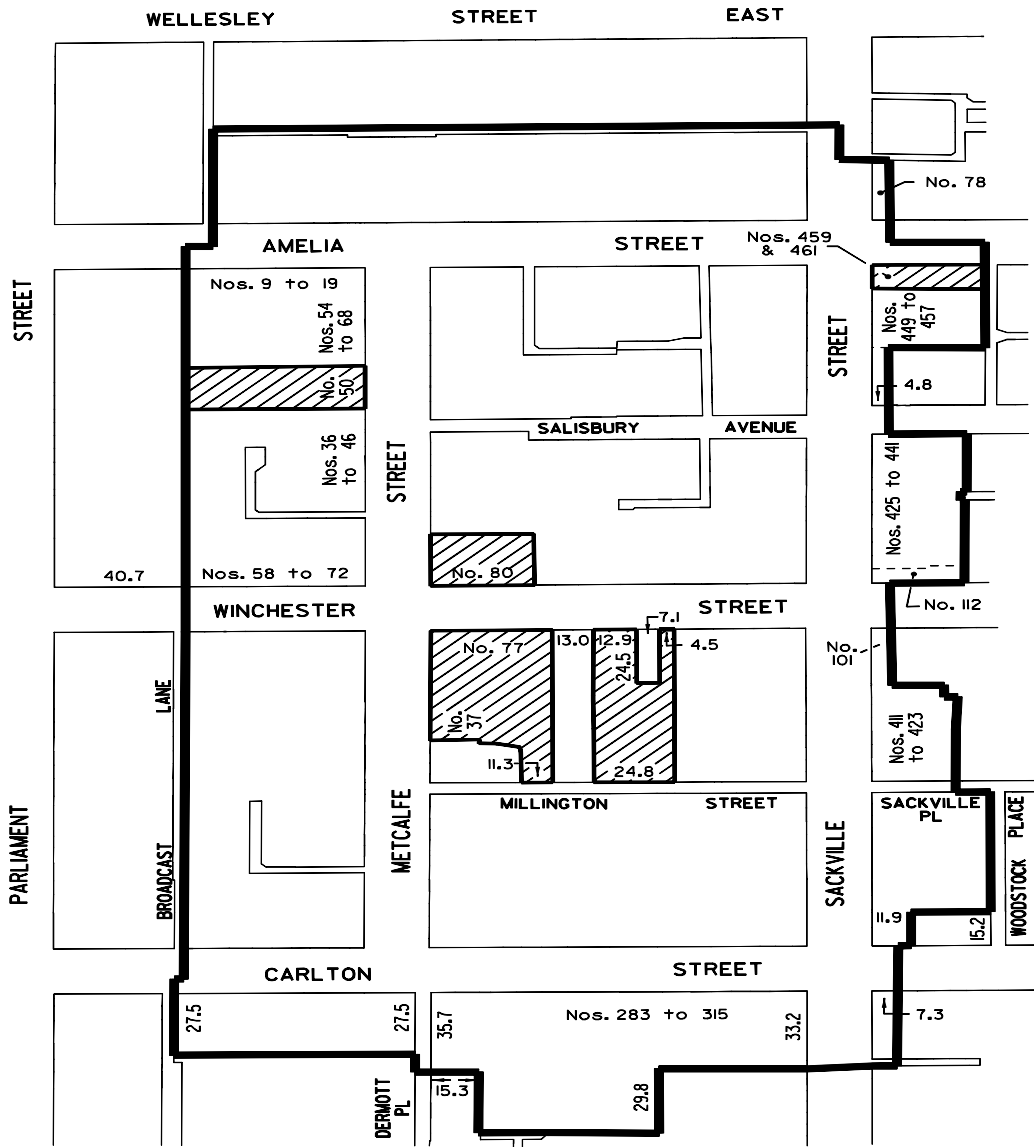 WELLESLEY STREET EAST
No. 78
AMELIA STREET
Nos. 459
& 461
STREET
Nos. 9 to 19
Nos. 54
to 68
STREET
Nos.
449 to
457
No.
50
4.8
SALISBURY AVENUE
Nos. 36
to 46
STREET
Nos. 425 to 441
40.7
Nos. 58 to 72
No. 80
No. 112
WINCHESTER STREET
7.1
No. 77
13.0
12.9
4.5
24.5
No.
101
LANE
No.
37
Nos. 411
to 423
11.3
24.8
MILLINGTON STREET
SACKVILLE
PL
WOODSTOCK PLACE
PARLIAMENT
BROADCAST
METCALFE
SACKVILLE
11.9
15.2
CARLTON STREET
27.5
27.5
35.7
Nos. 283 to 315
33.2
7.3
15.3
29.8
DERMOTT
PL